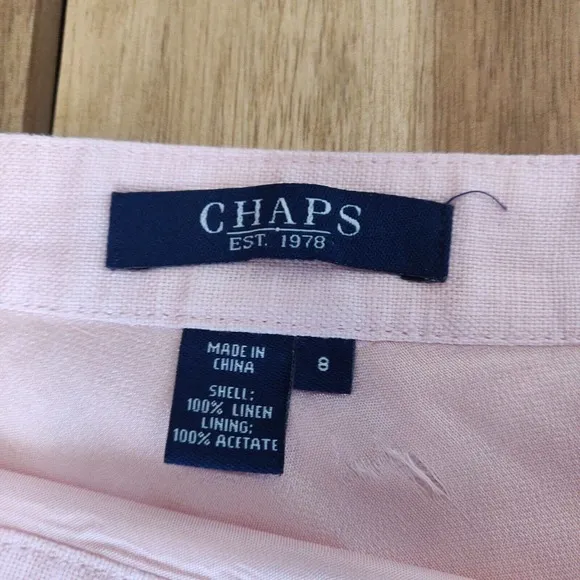 CHAPS
EST. 1978
MADE IN
CHINA
8
SHELL:
100% LINEN
LINING:
100% ACETATE